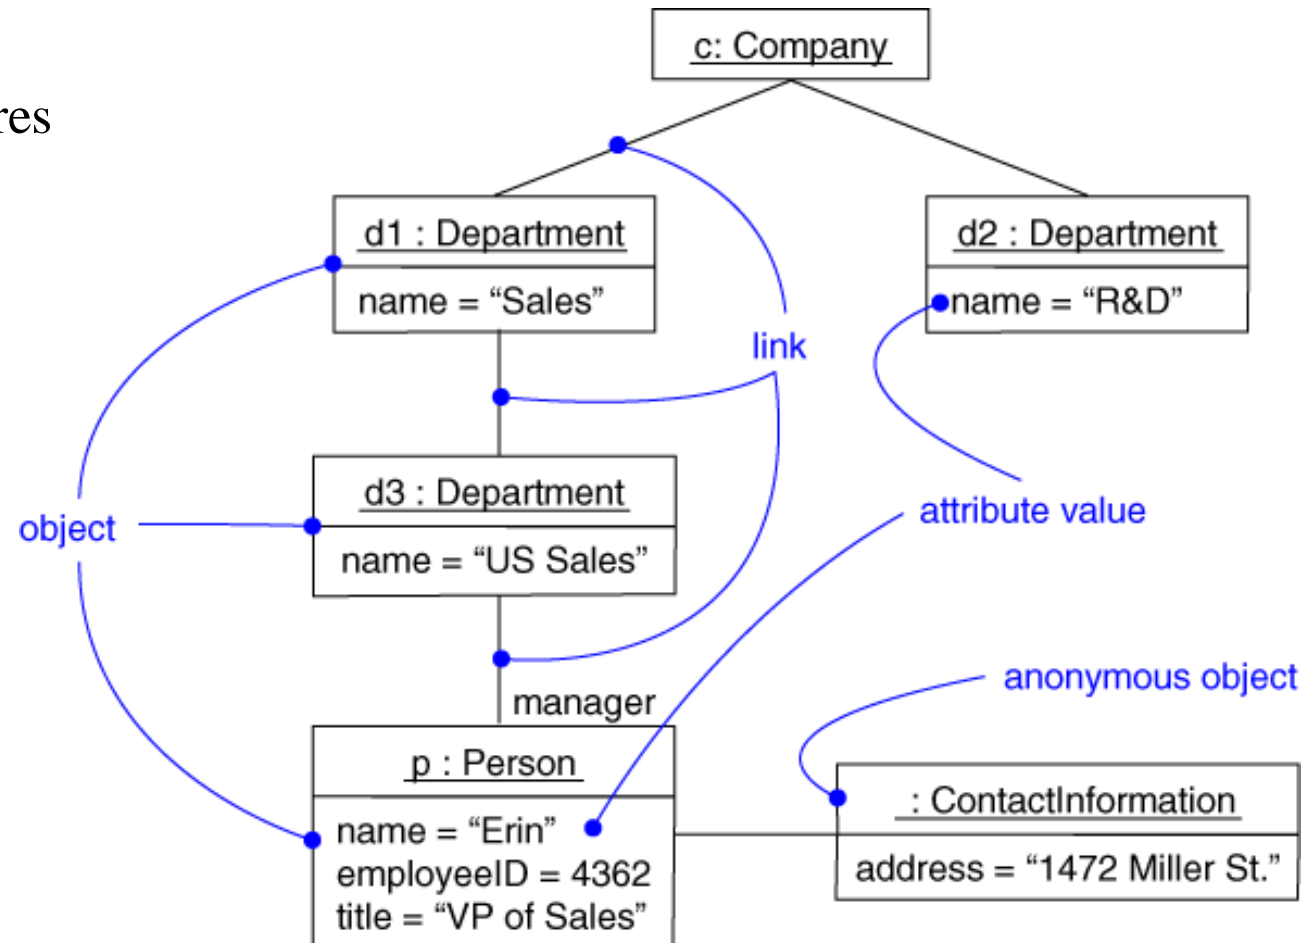 c: Company
res
d1 : Department
name = “Sales”
d2 : Department
name = “R&D”
link
d3 : Department
name = “US Sales”
object
attribute value
manager
anonymous object
p : Person
name = “Erin”
employeeID = 4362
title = “VP of Sales”
: ContactInformation
address = “1472 Miller St.”